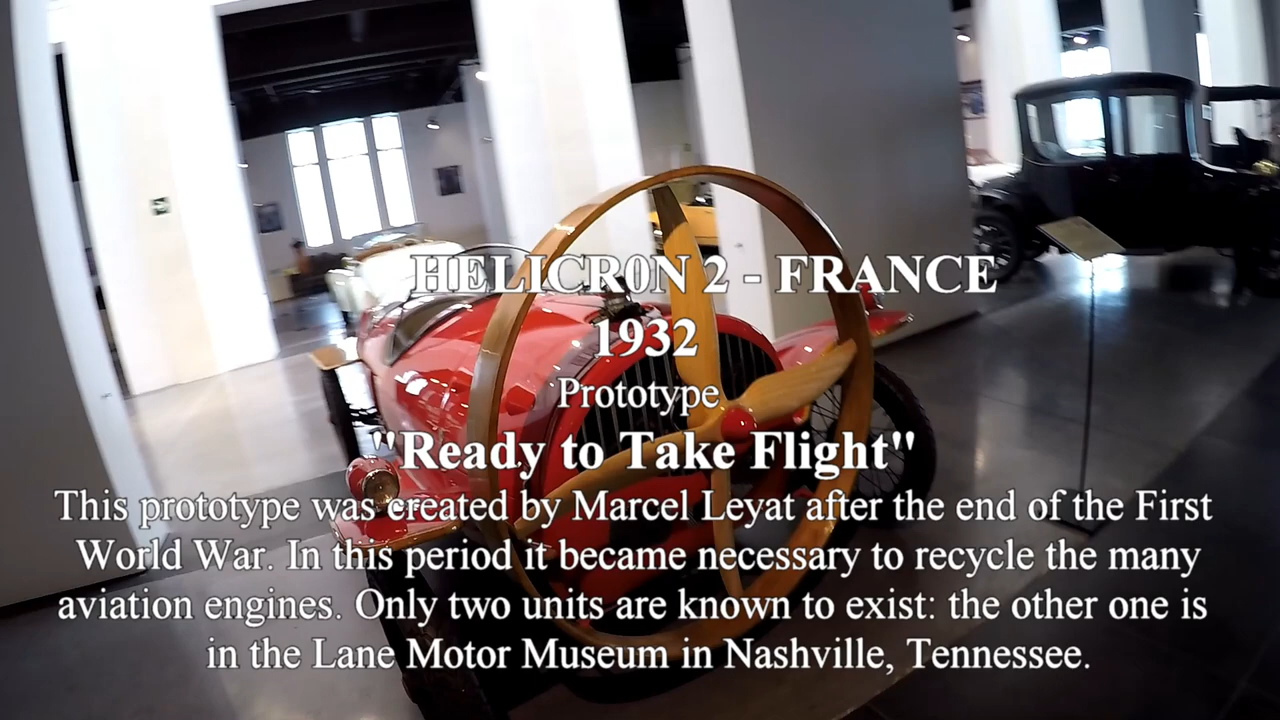 HELICR0N 2 - FRANCE
1932
Prototype
"Ready to Take Flight"
This prototype was created by Marcel Leyat after the end of the First
World War. In this period it became necessary to recycle the many
aviation engines. Only two units are known to exist: the other one is
in the Lane Motor Museum in Nashville, Tennessee.